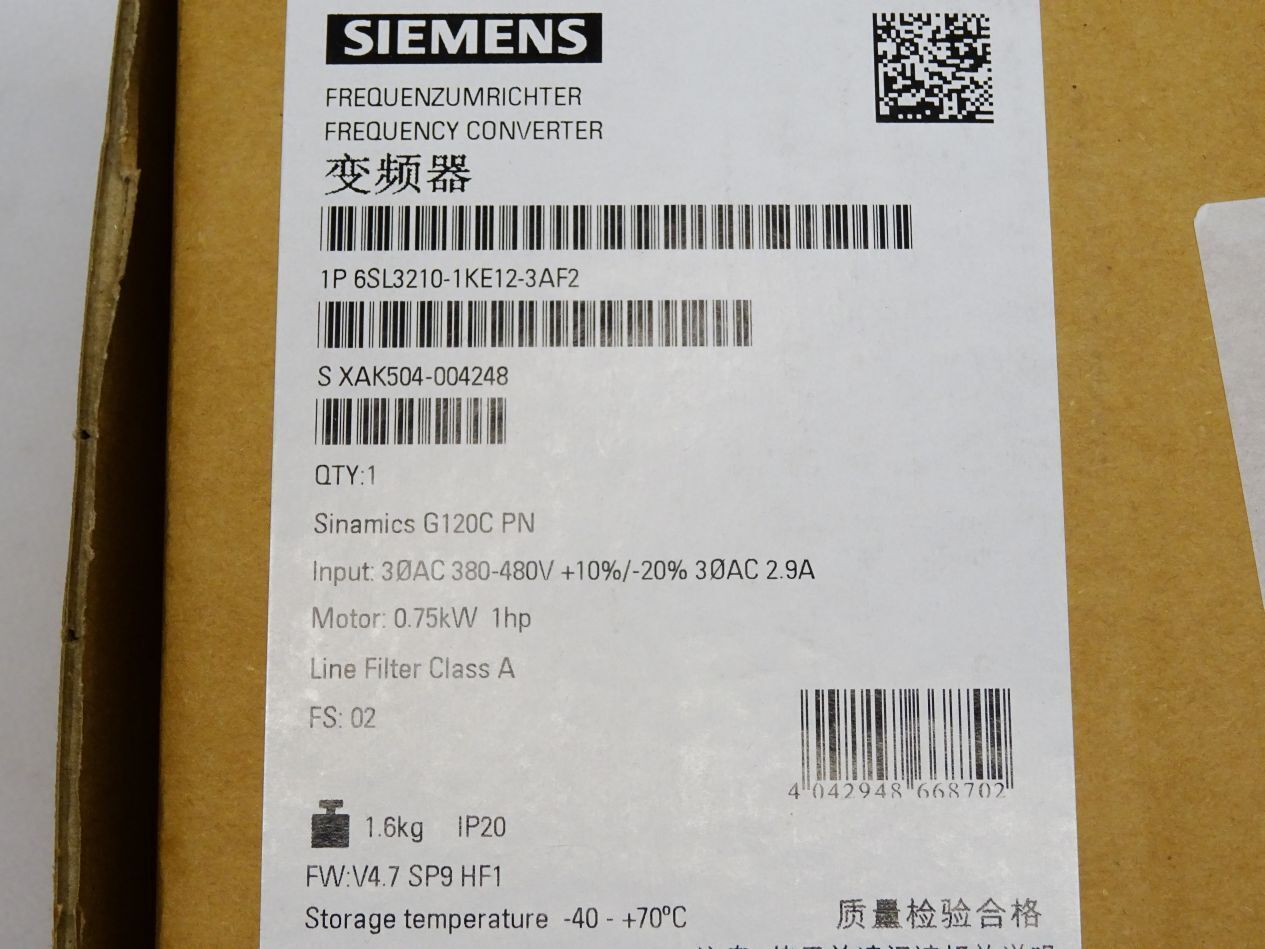 SIEMENS
FREQUENZUMRICHTER
FREQUENCY CONVERTER
变频器
1P 6SL3210-1KE12-3AF2
S XAK504-004248
QTY:1
Sinamics G120C PN
Input: 3ØAC 380-480V +10%/-20% 3ØAC 2.9A
Motor: 0.75kW 1hp
Line Filter Class A
FS: 02
4 042948 668702
1.6kg IP20
FW:V4.7 SP9 HF1
Storage temperature -40 - +70ºC
质量检验合格